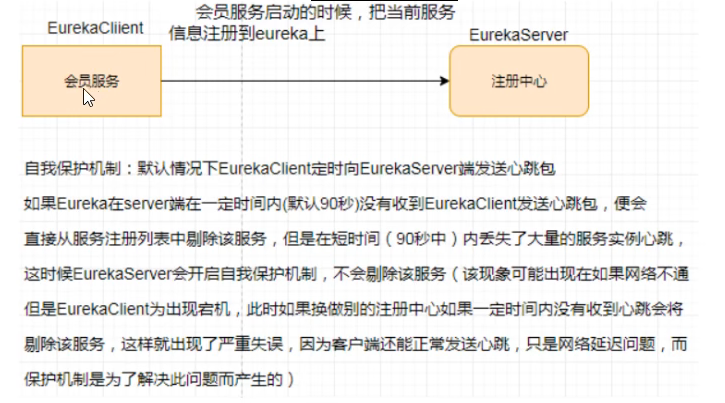 会员服务启动的时候，把当前服务
信息注册到eureka上
EurekaCliient
EurekaServer
会员服务
注册中心
自我保护机制：默认情况下EurekaClient定时向EurekaServer端发送心跳包
如果Eureka在server端在一定时间内(默认90秒)没有收到EurekaClient发送心跳包，便会
直接从服务注册列表中剔除该服务，但是在短时间（90秒中）内丢失了大量的服务实例心跳，
这时候EurekaServer会开启自我保护机制，不会剔除该服务（该现象可能出现在如果网络不通
但是EurekaClient为出现宕机，此时如果换做别的注册中心如果一定时间内没有收到心跳会将
剔除该服务，这样就出现了严重失误，因为客户端还能正常发送心跳，只是网络延迟问题，而
保护机制是为了解决此问题而产生的）